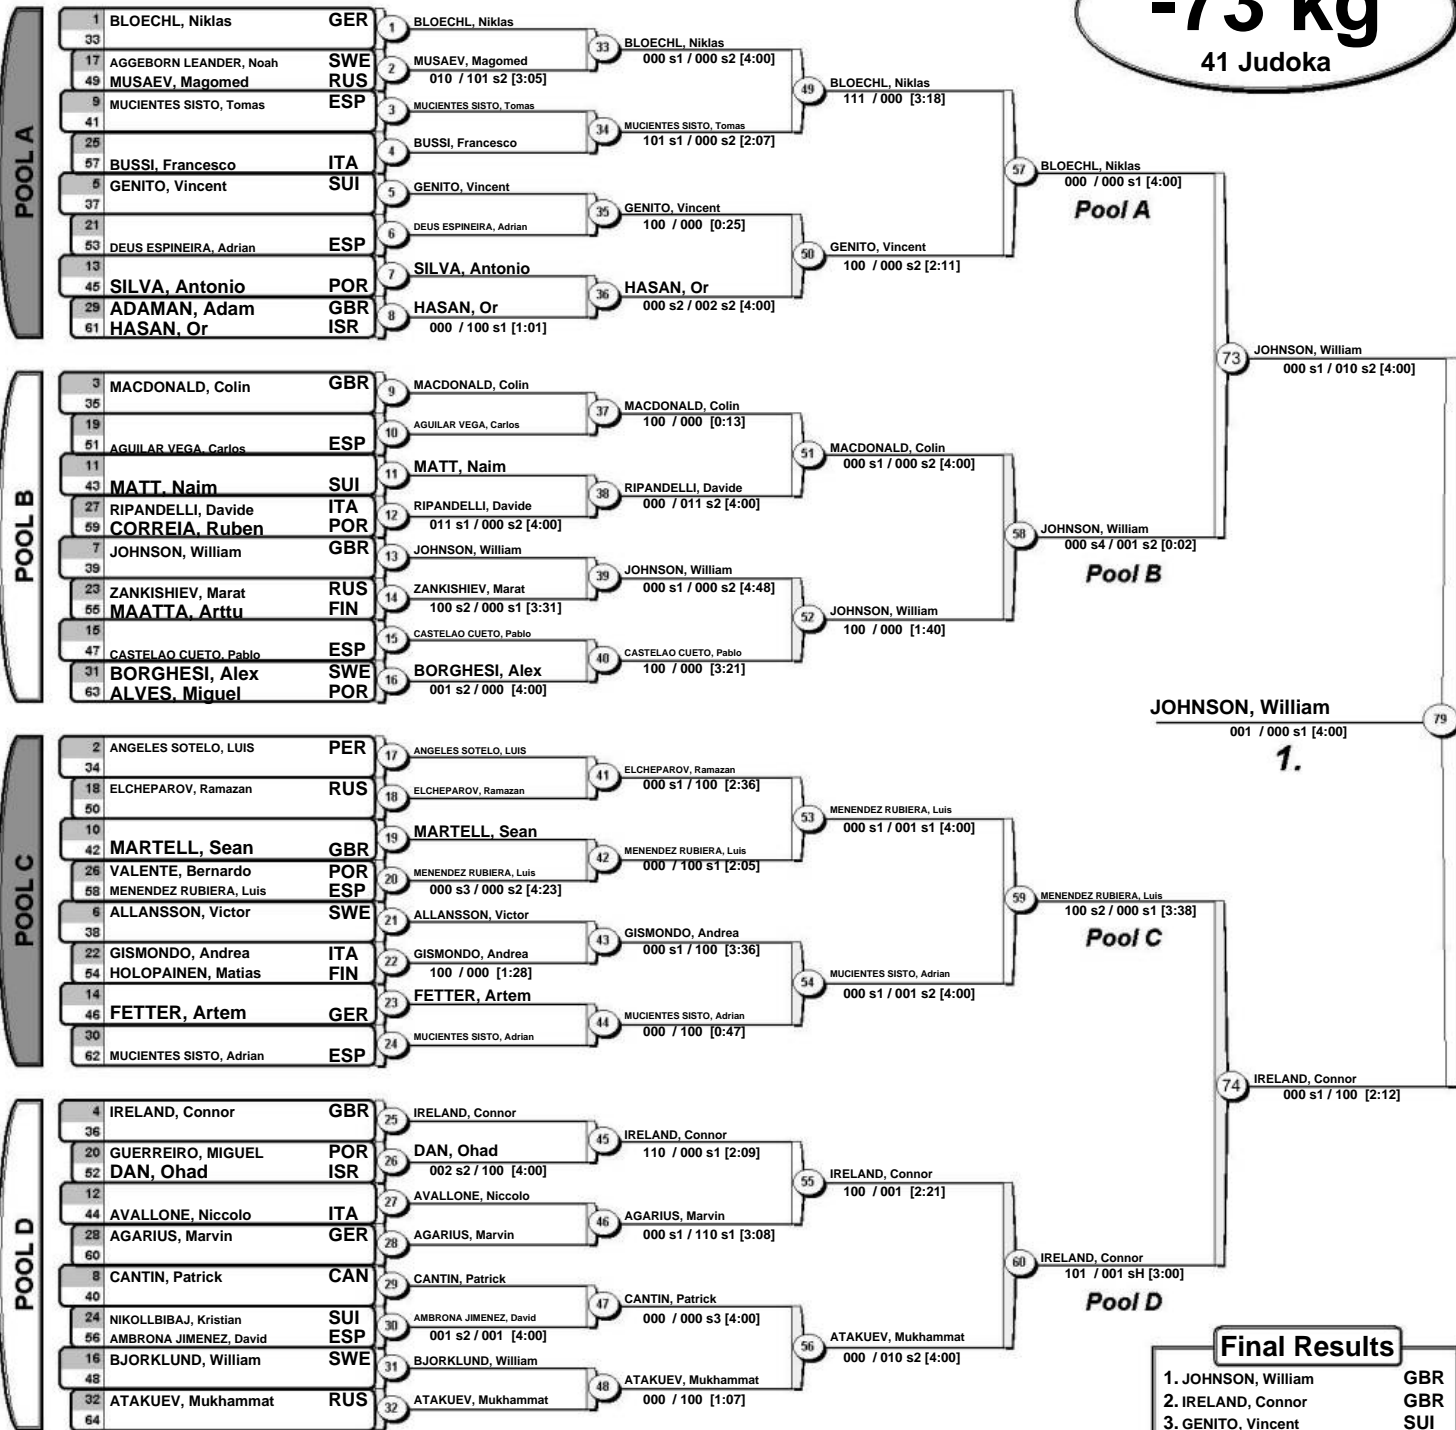 -73 kg
41 Judoka
POOL A
1 BLOECHL, Niklas GER
33
17 AGGEBORN LEANDER, Noah SWE
49 MUSAEV, Magomed RUS
9 MUCIENTES SISTO, Tomas ESP
41
25
57 BUSSI, Francesco ITA
5 GENITO, Vincent SUI
37
21
53 DEUS ESPINEIRA, Adrian ESP
13
45 SILVA, Antonio POR
29 ADAMAN, Adam GBR
61 HASAN, Or ISR
1 BLOECHL, Niklas
2 MUSAEV, Magomed
010 / 101 s2 [3:05]
3 MUCIENTES SISTO, Tomas
4 BUSSI, Francesco
5 GENITO, Vincent
6 DEUS ESPINEIRA, Adrian
7 SILVA, Antonio
8 HASAN, Or
000 / 100 s1 [1:01]
33 BLOECHL, Niklas
000 s1 / 000 s2 [4:00]
34 MUCIENTES SISTO, Tomas
101 s1 / 000 s2 [2:07]
35 GENITO, Vincent
100 / 000 [0:25]
36 HASAN, Or
000 s2 / 002 s2 [4:00]
49 BLOECHL, Niklas
111 / 000 [3:18]
50 GENITO, Vincent
100 / 000 s2 [2:11]
57 BLOECHL, Niklas
000 / 000 s1 [4:00]
Pool A
POOL B
3 MACDONALD, Colin GBR
35
19
51 AGUILAR VEGA, Carlos ESP
11
43 MATT, Naim SUI
27 RIPANDELLI, Davide ITA
59 CORREIA, Ruben POR
7 JOHNSON, William GBR
39
23 ZANKISHIEV, Marat RUS
55 MAATTA, Arttu FIN
15
47 CASTELAO CUETO, Pablo ESP
31 BORGHESI, Alex SWE
63 ALVES, Miguel POR
9 MACDONALD, Colin
10 AGUILAR VEGA, Carlos
11 MATT, Naim
12 RIPANDELLI, Davide
011 s1 / 000 s2 [4:00]
13 JOHNSON, William
14 ZANKISHIEV, Marat
100 s2 / 000 s1 [3:31]
15 CASTELAO CUETO, Pablo
16 BORGHESI, Alex
001 s2 / 000 [4:00]
37 MACDONALD, Colin
100 / 000 [0:13]
38 RIPANDELLI, Davide
000 / 011 s2 [4:00]
39 JOHNSON, William
000 s1 / 000 s2 [4:48]
40 CASTELAO CUETO, Pablo
100 / 000 [3:21]
51 MACDONALD, Colin
000 s1 / 000 s2 [4:00]
52 JOHNSON, William
100 / 000 [1:40]
58 JOHNSON, William
000 s4 / 001 s2 [0:02]
Pool B
73 JOHNSON, William
000 s1 / 010 s2 [4:00]
JOHNSON, William 79
001 / 000 s1 [4:00]
1.
POOL C
2 ANGELES SOTELO, LUIS PER
34
18 ELCHEPAROV, Ramazan RUS
50
10
42 MARTELL, Sean GBR
26 VALENTE, Bernardo POR
58 MENENDEZ RUBIERA, Luis ESP
6 ALLANSSON, Victor SWE
38
22 GISMONDO, Andrea ITA
54 HOLOPAINEN, Matias FIN
14
46 FETTER, Artem GER
30
62 MUCIENTES SISTO, Adrian ESP
17 ANGELES SOTELO, LUIS
18 ELCHEPAROV, Ramazan
19 MARTELL, Sean
20 MENENDEZ RUBIERA, Luis
000 s3 / 000 s2 [4:23]
21 ALLANSSON, Victor
22 GISMONDO, Andrea
100 / 000 [1:28]
23 FETTER, Artem
24 MUCIENTES SISTO, Adrian
41 ELCHEPAROV, Ramazan
000 s1 / 100 [2:36]
42 MENENDEZ RUBIERA, Luis
000 / 100 s1 [2:05]
43 GISMONDO, Andrea
000 s1 / 100 [3:36]
44 MUCIENTES SISTO, Adrian
000 / 100 [0:47]
53 MENENDEZ RUBIERA, Luis
000 s1 / 001 s1 [4:00]
54 MUCIENTES SISTO, Adrian
000 s1 / 001 s2 [4:00]
59 MENENDEZ RUBIERA, Luis
100 s2 / 000 s1 [3:38]
Pool C
POOL D
4 IRELAND, Connor GBR
36
20 GUERREIRO, MIGUEL POR
52 DAN, Ohad ISR
12
44 AVALLONE, Niccolo ITA
28 AGARIUS, Marvin GER
60
8 CANTIN, Patrick CAN
40
24 NIKOLLBIBAJ, Kristian SUI
56 AMBRONA JIMENEZ, David ESP
16 BJORKLUND, William SWE
48
32 ATAKUEV, Mukhammat RUS
64
25 IRELAND, Connor
26 DAN, Ohad
002 s2 / 100 [4:00]
27 AVALLONE, Niccolo
28 AGARIUS, Marvin
29 CANTIN, Patrick
30 AMBRONA JIMENEZ, David
001 s2 / 001 [4:00]
31 BJORKLUND, William
32 ATAKUEV, Mukhammat
45 IRELAND, Connor
110 / 000 s1 [2:09]
46 AGARIUS, Marvin
000 s1 / 110 s1 [3:08]
47 CANTIN, Patrick
000 / 000 s3 [4:00]
48 ATAKUEV, Mukhammat
000 / 100 [1:07]
55 IRELAND, Connor
100 / 001 [2:21]
56 ATAKUEV, Mukhammat
000 / 010 s2 [4:00]
60 IRELAND, Connor
101 / 001 sH [3:00]
Pool D
74 IRELAND, Connor
000 s1 / 100 [2:12]
Final Results
1. JOHNSON, William GBR
2. IRELAND, Connor GBR
3. GENITO, Vincent SUI